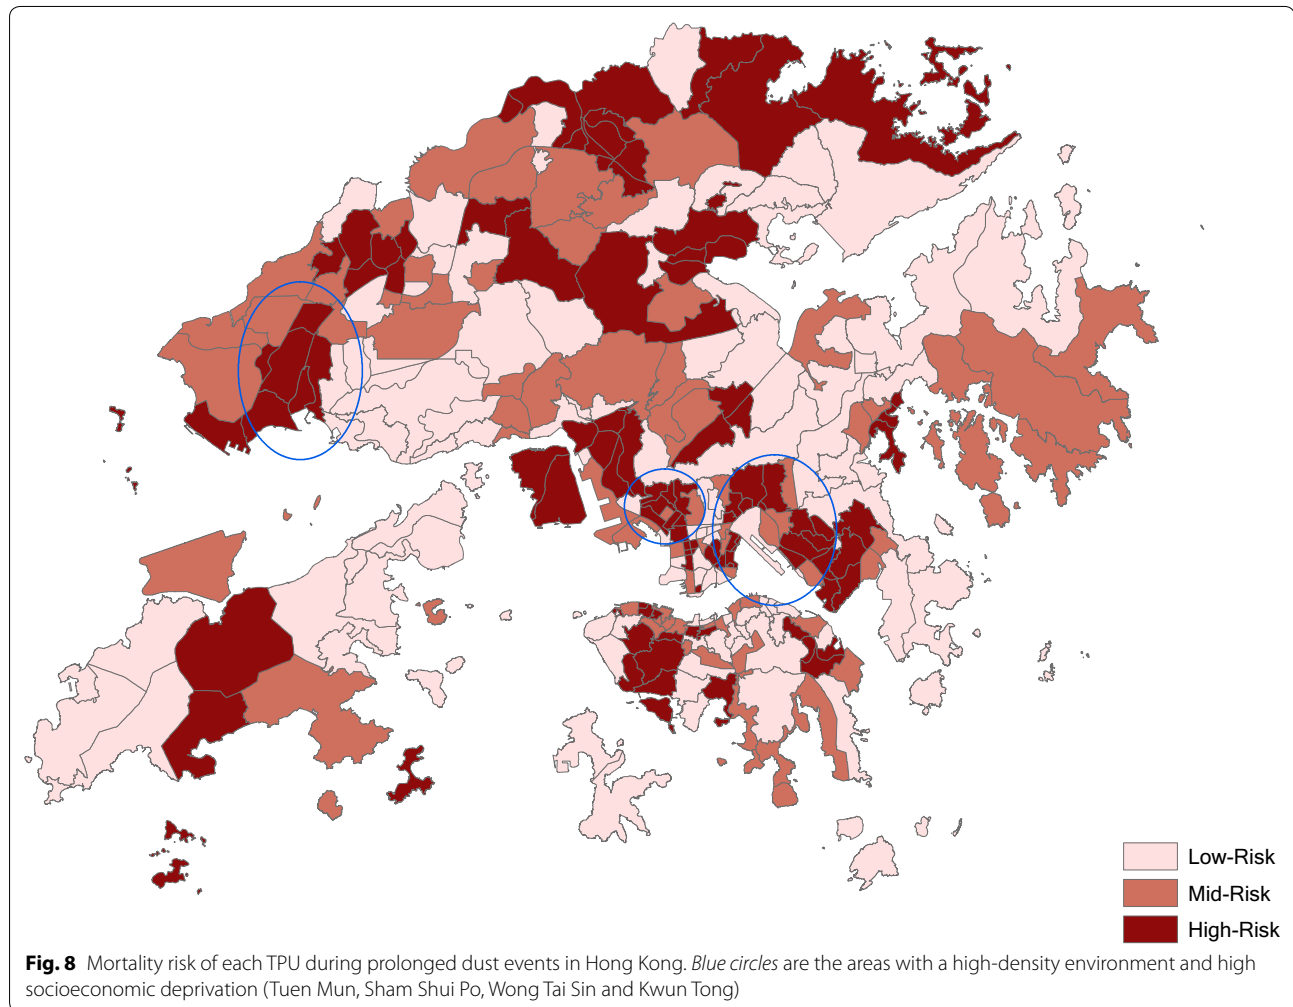 Low-Risk
Mid-Risk
High-Risk
Fig. 8 Mortality risk of each TPU during prolonged dust events in Hong Kong. Blue circles are the areas with a high-density environment and high
socioeconomic deprivation (Tuen Mun, Sham Shui Po, Wong Tai Sin and Kwun Tong)